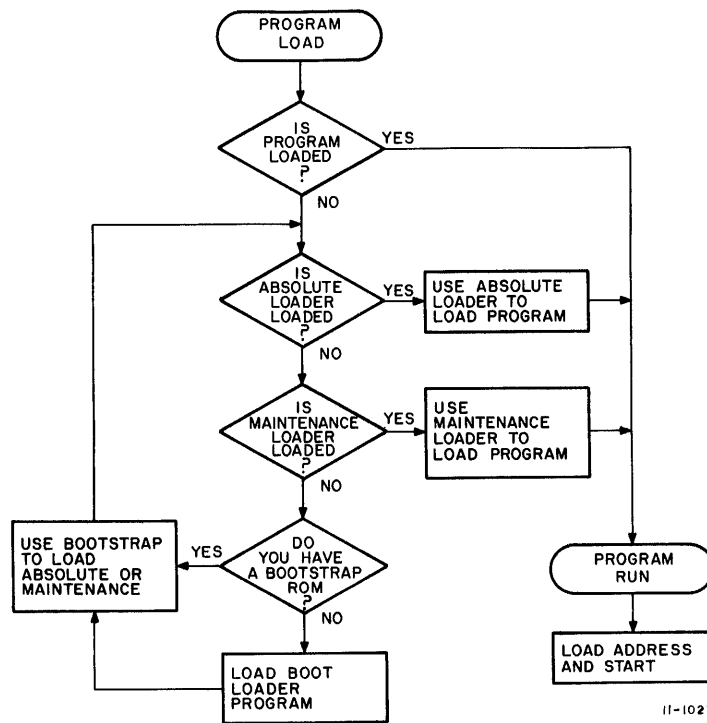 PROGRAM
LOAD
IS
PROGRAM
LOADED
?
YES
NO
IS
ABSOLUTE
LOADER
LOADED
?
YES
USE ABSOLUTE
LOADER TO
LOAD PROGRAM
NO
IS
MAINTENANCE
LOADER
LOADED
?
YES
USE
MAINTENANCE
LOADER TO
LOAD PROGRAM
NO
DO
YOU HAVE
A BOOTSTRAP
ROM
?
YES
USE BOOTSTRAP
TO LOAD
ABSOLUTE OR
MAINTENANCE
NO
LOAD BOOT
LOADER
PROGRAM
PROGRAM
RUN
LOAD ADDRESS
AND START
11-102